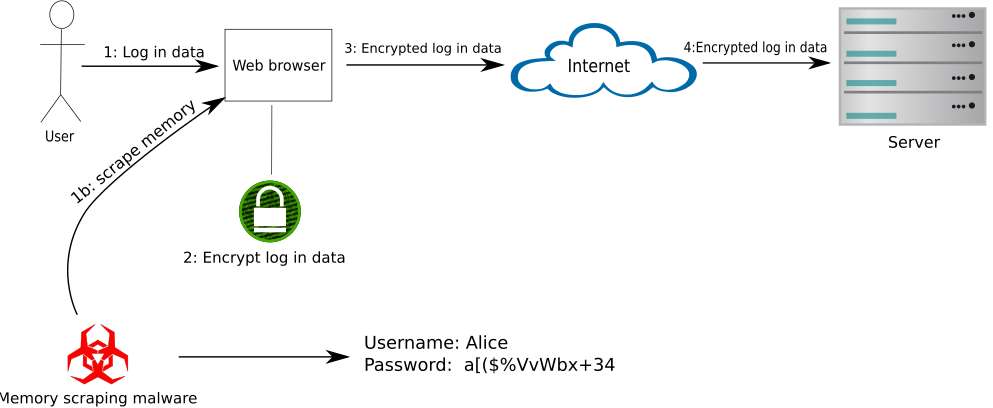 1: Log in data
Web browser
3: Encrypted log in data
Internet
4:Encrypted log in data
User
Server
1b: scrape memory
2: Encrypt log in data
Username: Alice
Password:  a[($%VvWbx+34
Memory scraping malware